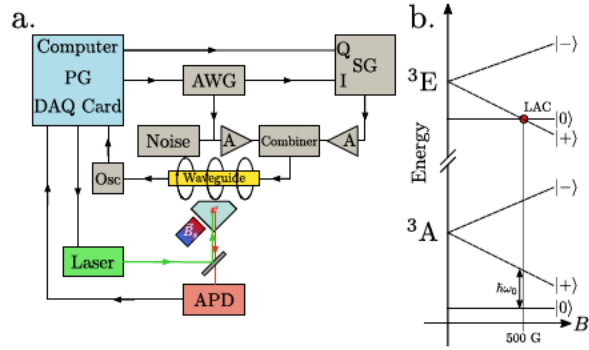 a.
Computer
PG
DAQ Card
AWG
Q
SG
I
Noise
A
Combiner
A
Osc
Waveguide
B⃗₀
Laser
APD
b.
Energy
³E
|−⟩
LAC
|0⟩
|+⟩
³A
|−⟩
ħω₀
|+⟩
|0⟩
B
500 G